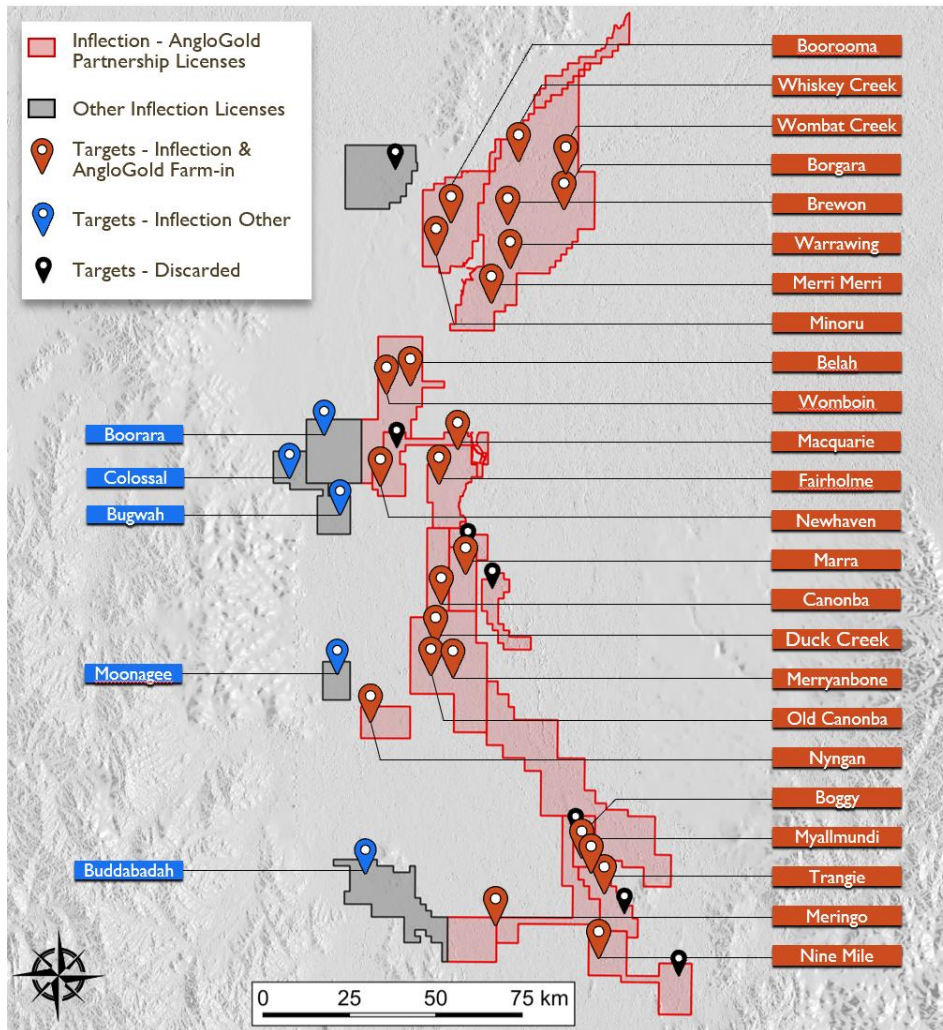 Inflection - AngloGold
Partnership Licenses
Other Inflection Licenses
Targets - Inflection &
AngloGold Farm-in
Targets - Inflection Other
Targets - Discarded
Boorooma
Whiskey Creek
Wombat Creek
Borgara
Brewon
Warrawing
Merri Merri
Minoru
Belah
Womboin
Macquarie
Fairholme
Newhaven
Marra
Canonba
Duck Creek
Merryanbone
Old Canonba
Nyngan
Boggy
Myallmundi
Trangie
Meringo
Nine Mile
Boorara
Colossal
Bugwah
Moonagee
Buddabadah
0 25 50 75 km